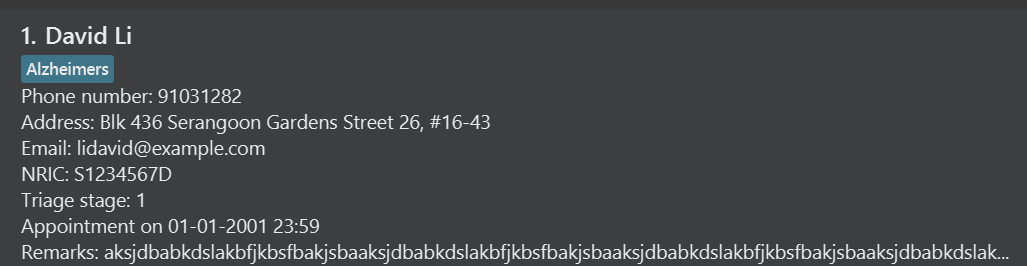 1. David Li
Alzheimers
Phone number: 91031282
Address: Blk 436 Serangoon Gardens Street 26, #16-43
Email: lidavid@example.com
NRIC: S1234567D
Triage stage: 1
Appointment on 01-01-2001 23:59
Remarks: aksjdbabkdslakbfjkbsfbakjsbaaksjdbabkdslakbfjkbsfbakjsbaaksjdbabkdslakbfjkbsfbakjsbaaksjdbabkdslak...